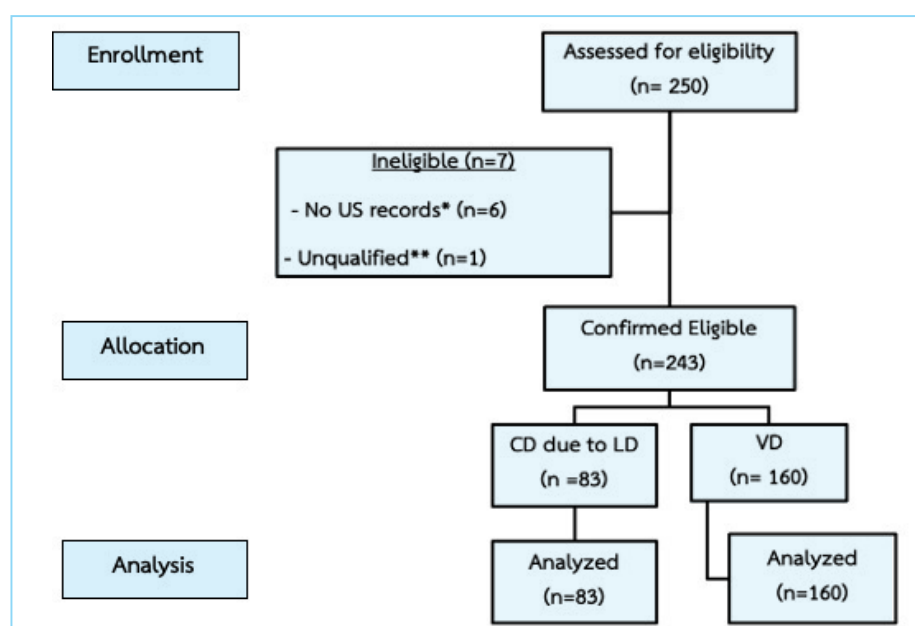 Enrollment
Assessed for eligibility
(n= 250)
Ineligible (n=7)
- No US records* (n=6)
- Unqualified** (n=1)
Allocation
Confirmed Eligible
(n=243)
CD due to LD
(n =83)
VD
(n= 160)
Analysis
Analyzed
(n=83)
Analyzed
(n=160)